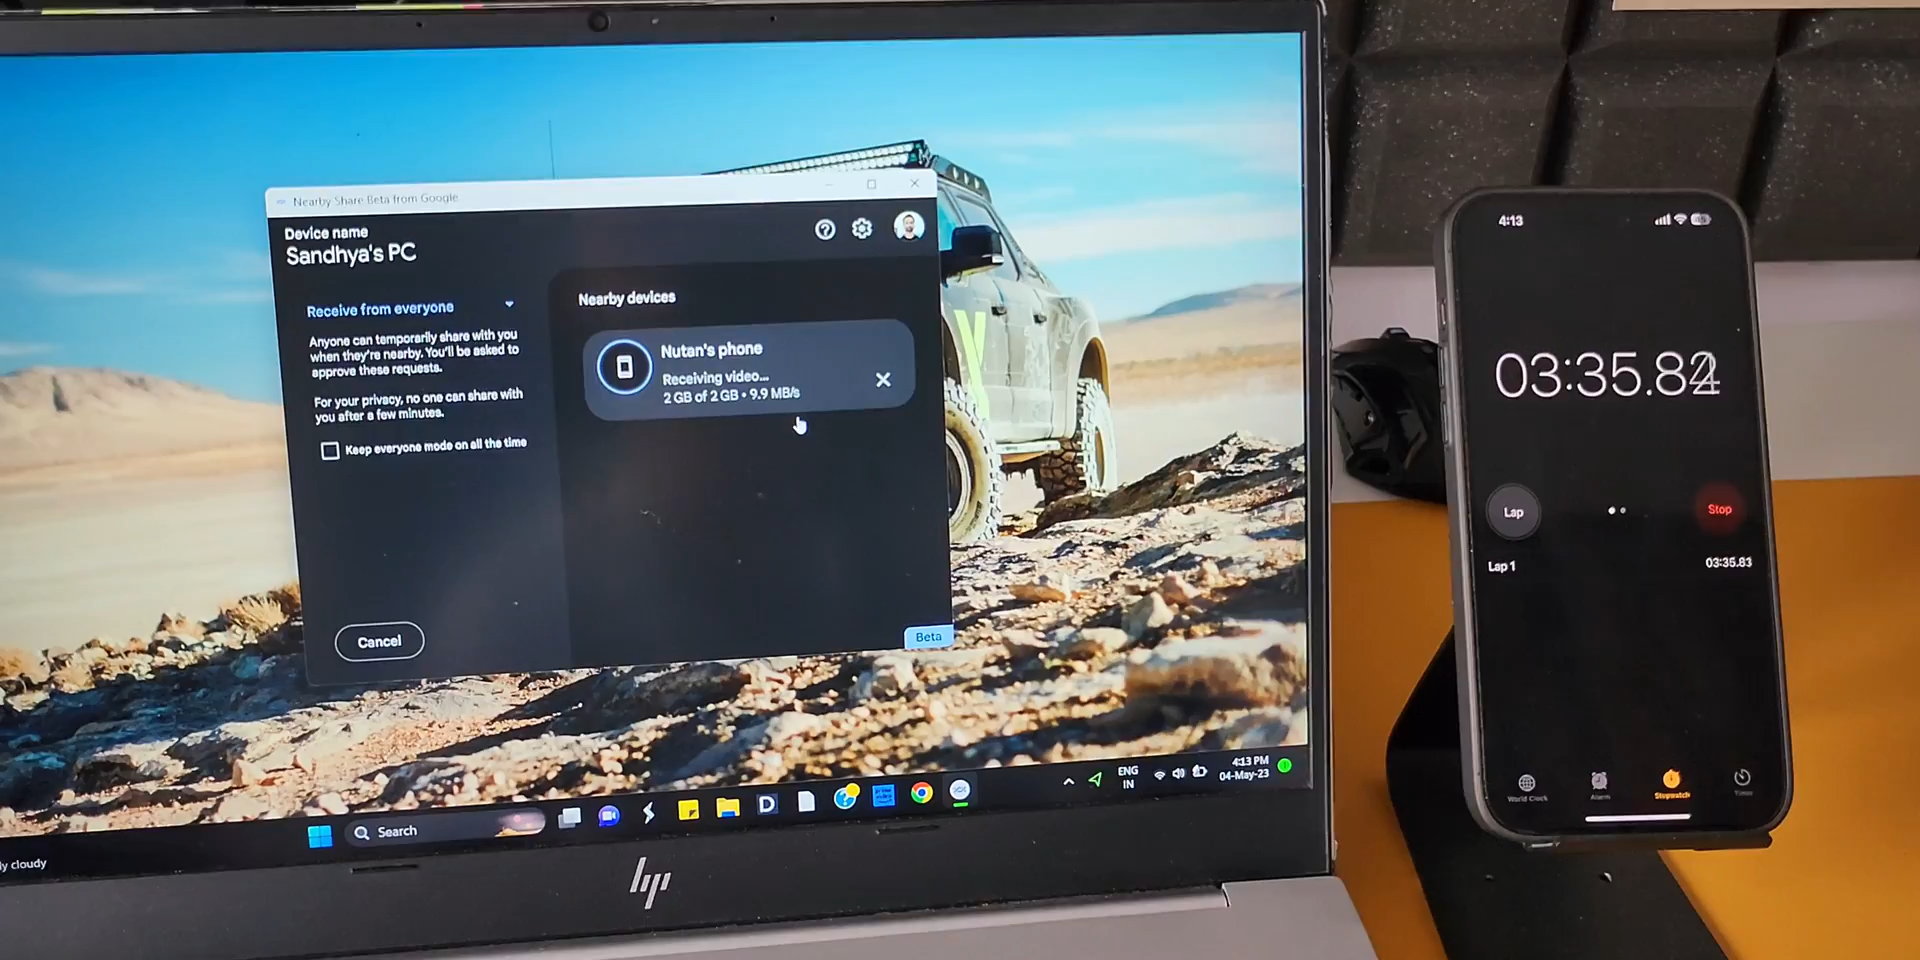 Nearby Share Beta from Google
Device name
Sandhya's PC
Receive from everyone
Anyone can temporarily share with you
when they're nearby. You'll be asked to
approve these requests.
For your privacy, no one can share with
you after a few minutes.
Keep everyone mode on all the time
Cancel
Nearby devices
Nutan's phone
Receiving video...
2 GB of 2 GB • 9.9 MB/s
Beta
y cloudy
Search
ENG
IN
4:13 PM
04-May-23
hp
4:13
45
03:35.82
Lap
Stop
Lap 1
03:35.83
World Clock
Alarm
Stopwatch
Timer